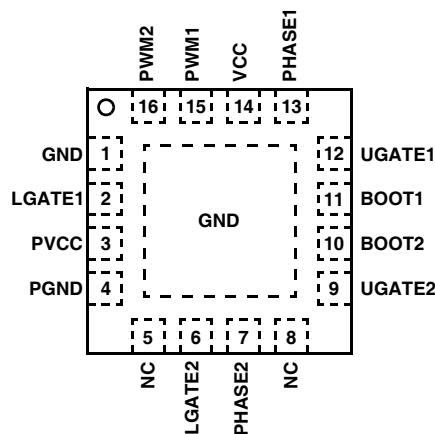 PWM2
PWM1
VCC
PHASE1
16
15
14
13
GND
1
12
UGATE1
LGATE1
2
11
BOOT1
GND
PVCC
3
10
BOOT2
PGND
4
9
UGATE2
5
6
7
8
NC
LGATE2
PHASE2
NC